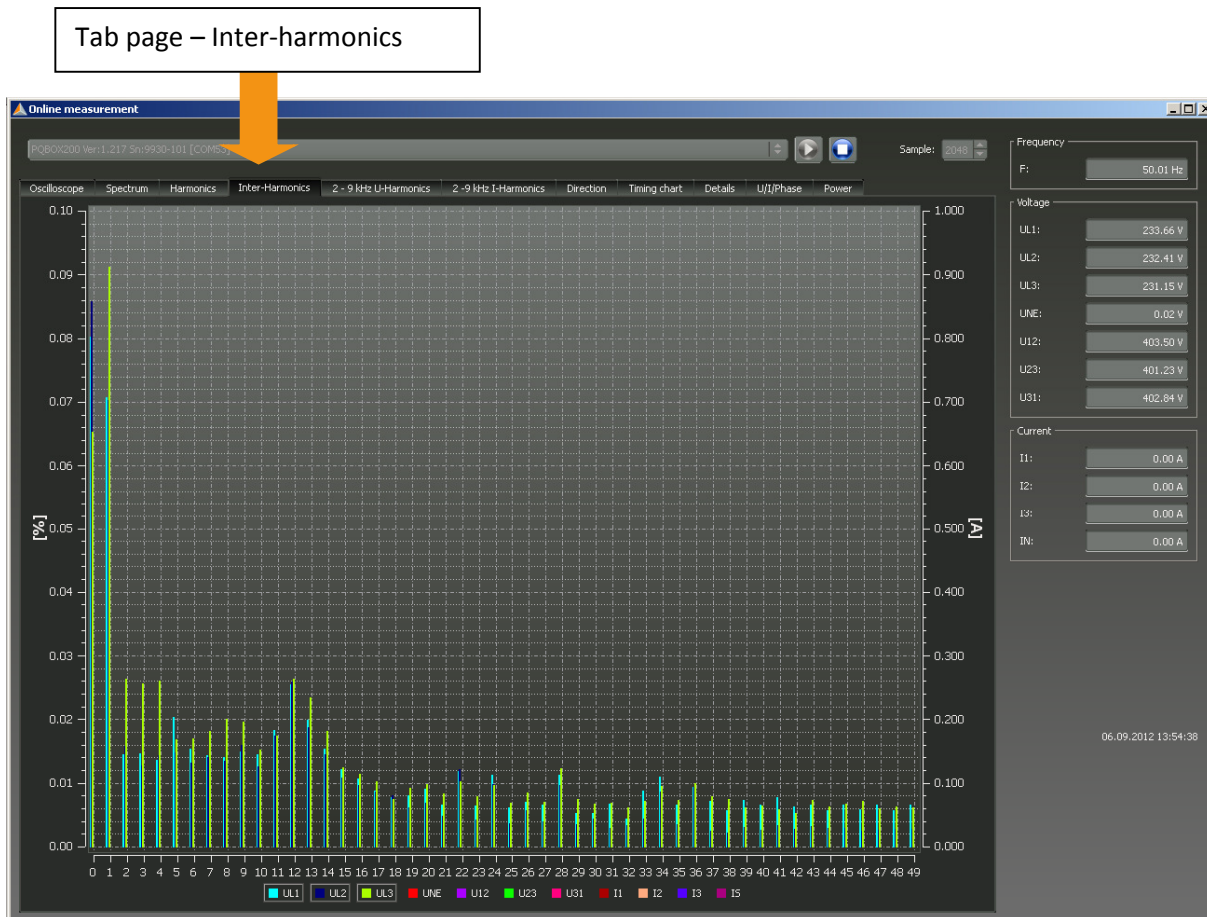 Tab page – Inter-harmonics
Online measurement
PQBOX200 Ver:1.217 Sn:9930-101 [COM53]
Sample: 2048
Oscilloscope Spectrum Harmonics Inter-Harmonics 2 - 9 kHz U-Harmonics 2 -9 kHz I-Harmonics Direction Timing chart Details U/I/Phase Power
0.10
0.09
0.08
0.07
0.06
0.05
0.04
0.03
0.02
0.01
0.00
[%]
1.000
0.900
0.800
0.700
0.600
0.500
0.400
0.300
0.200
0.100
0.000
[A]
0 1 2 3 4 5 6 7 8 9 10 11 12 13 14 15 16 17 18 19 20 21 22 23 24 25 26 27 28 29 30 31 32 33 34 35 36 37 38 39 40 41 42 43 44 45 46 47 48 49
UL1 UL2 UL3 UNE U12 U23 U31 I1 I2 I3 IS
Frequency
F: 50.01 Hz
Voltage
UL1: 233.66 V
UL2: 232.41 V
UL3: 231.15 V
UNE: 0.02 V
U12: 403.50 V
U23: 401.23 V
U31: 402.84 V
Current
I1: 0.00 A
I2: 0.00 A
I3: 0.00 A
IN: 0.00 A
06.09.2012 13:54:38